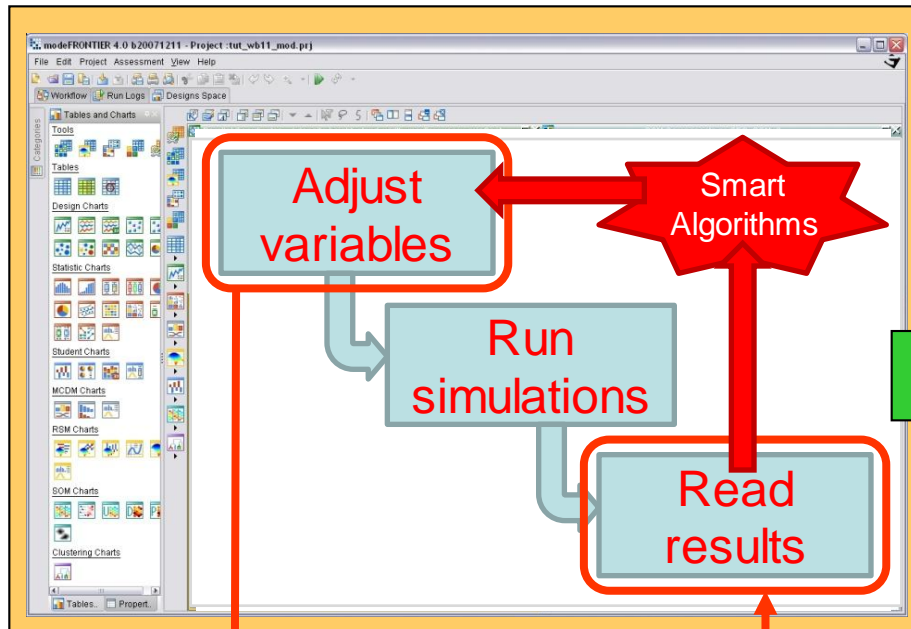 modeFRONTIER 4.0 b20071211 - Project :tut_wb11_mod.prj
File Edit Project Assessment View Help
Workflow Run Logs Designs Space
Categories
Tables and Charts
Tools
Tables
Design Charts
Statistic Charts
Student Charts
MCDM Charts
RSM Charts
SOM Charts
Clustering Charts
Tables.. Propert..
Adjust
variables
Smart
Algorithms
Run
simulations
Read
results